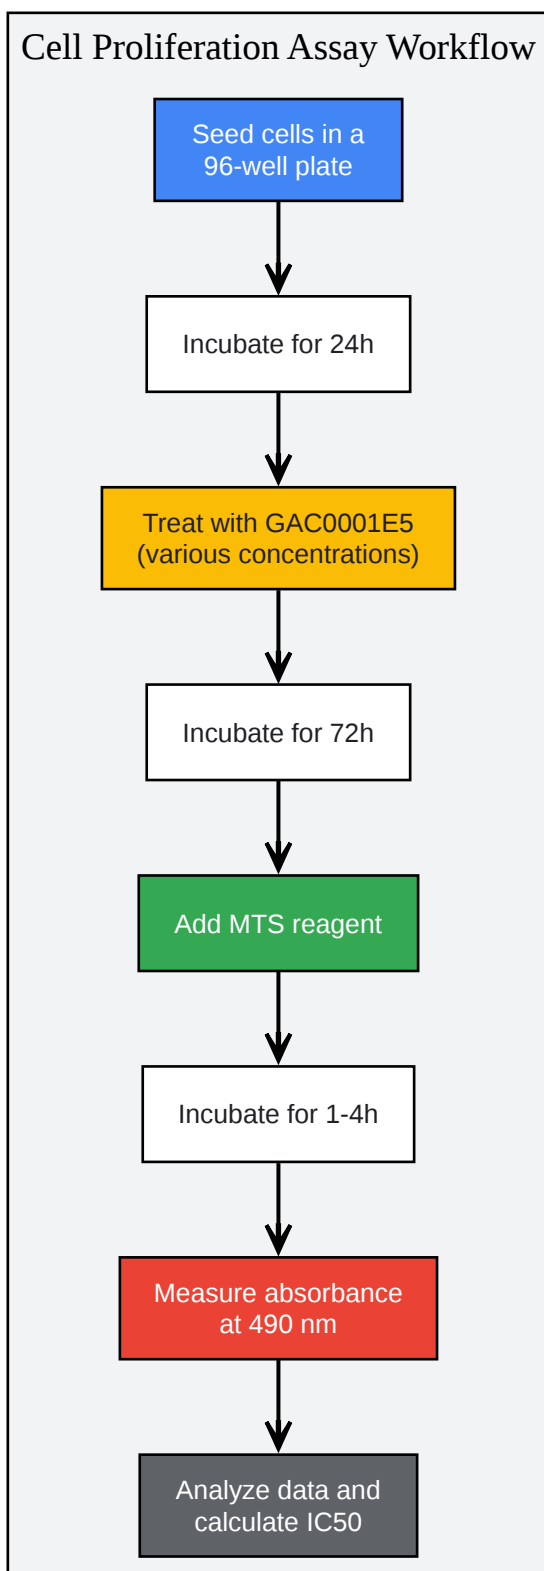 Cell Proliferation Assay Workflow
Seed cells in a
96-well plate
Incubate for 24h
Treat with GAC0001E5
(various concentrations)
Incubate for 72h
Add MTS reagent
Incubate for 1-4h
Measure absorbance
at 490 nm
Analyze data and
calculate IC50